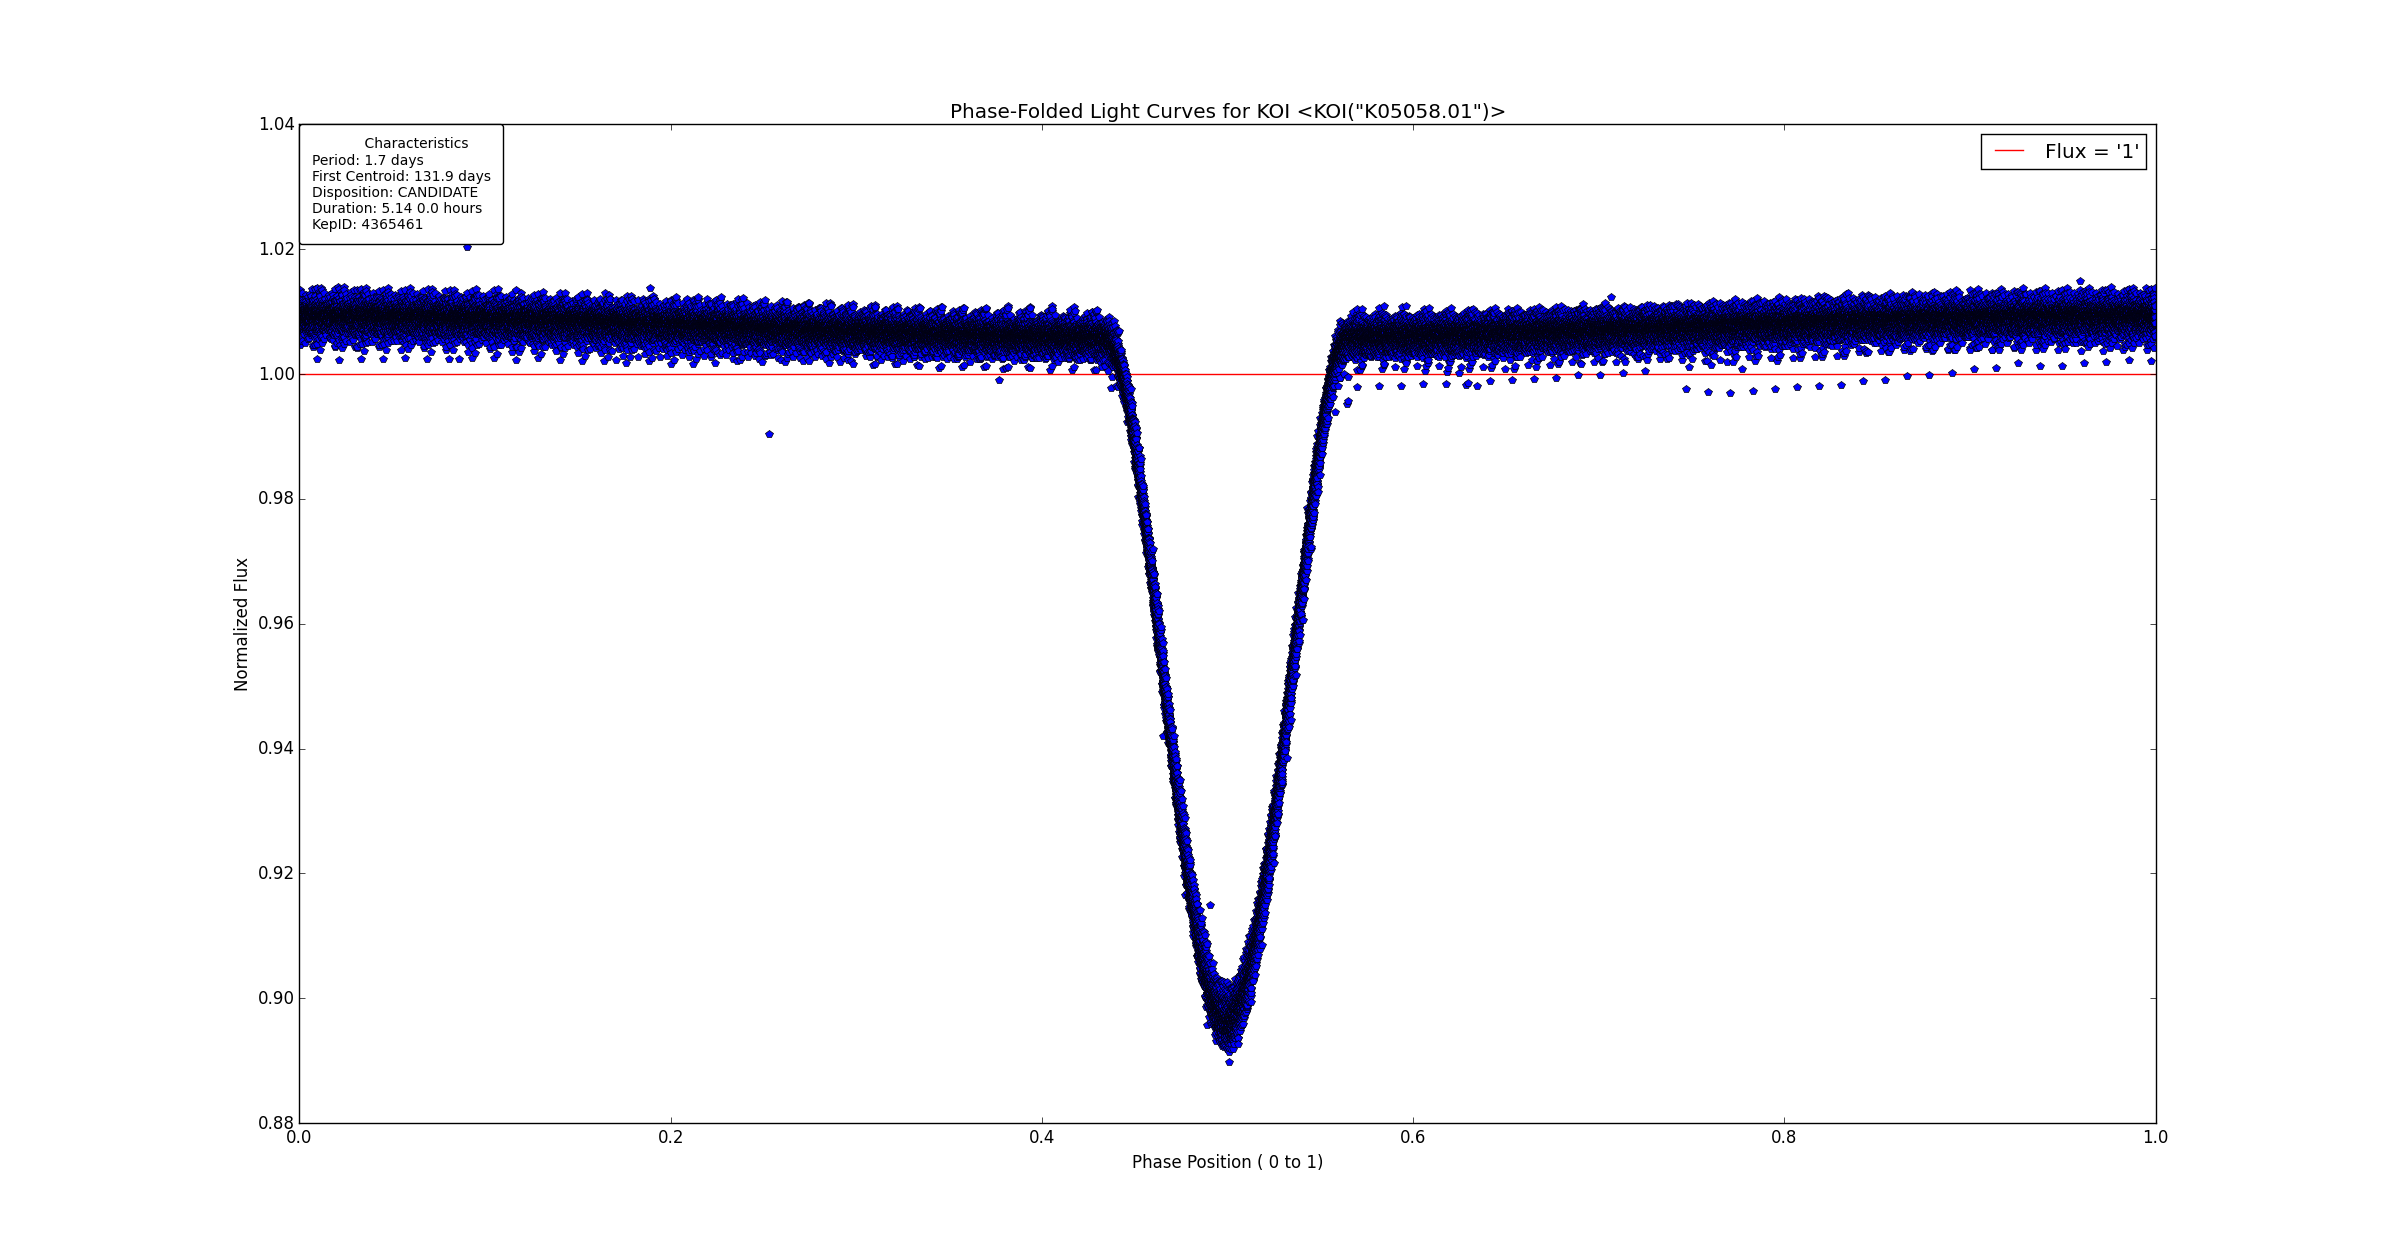 Phase-Folded Light Curves for KOI <KOI("K05058.01")>
Characteristics
Period: 1.7 days
First Centroid: 131.9 days
Disposition: CANDIDATE
Duration: 5.14 0.0 hours
KepID: 4365461
Flux = '1'
1.04
1.02
1.00
0.98
0.96
0.94
0.92
0.90
0.88
Normalized Flux
0.0
0.2
0.4
0.6
0.8
1.0
Phase Position ( 0 to 1)